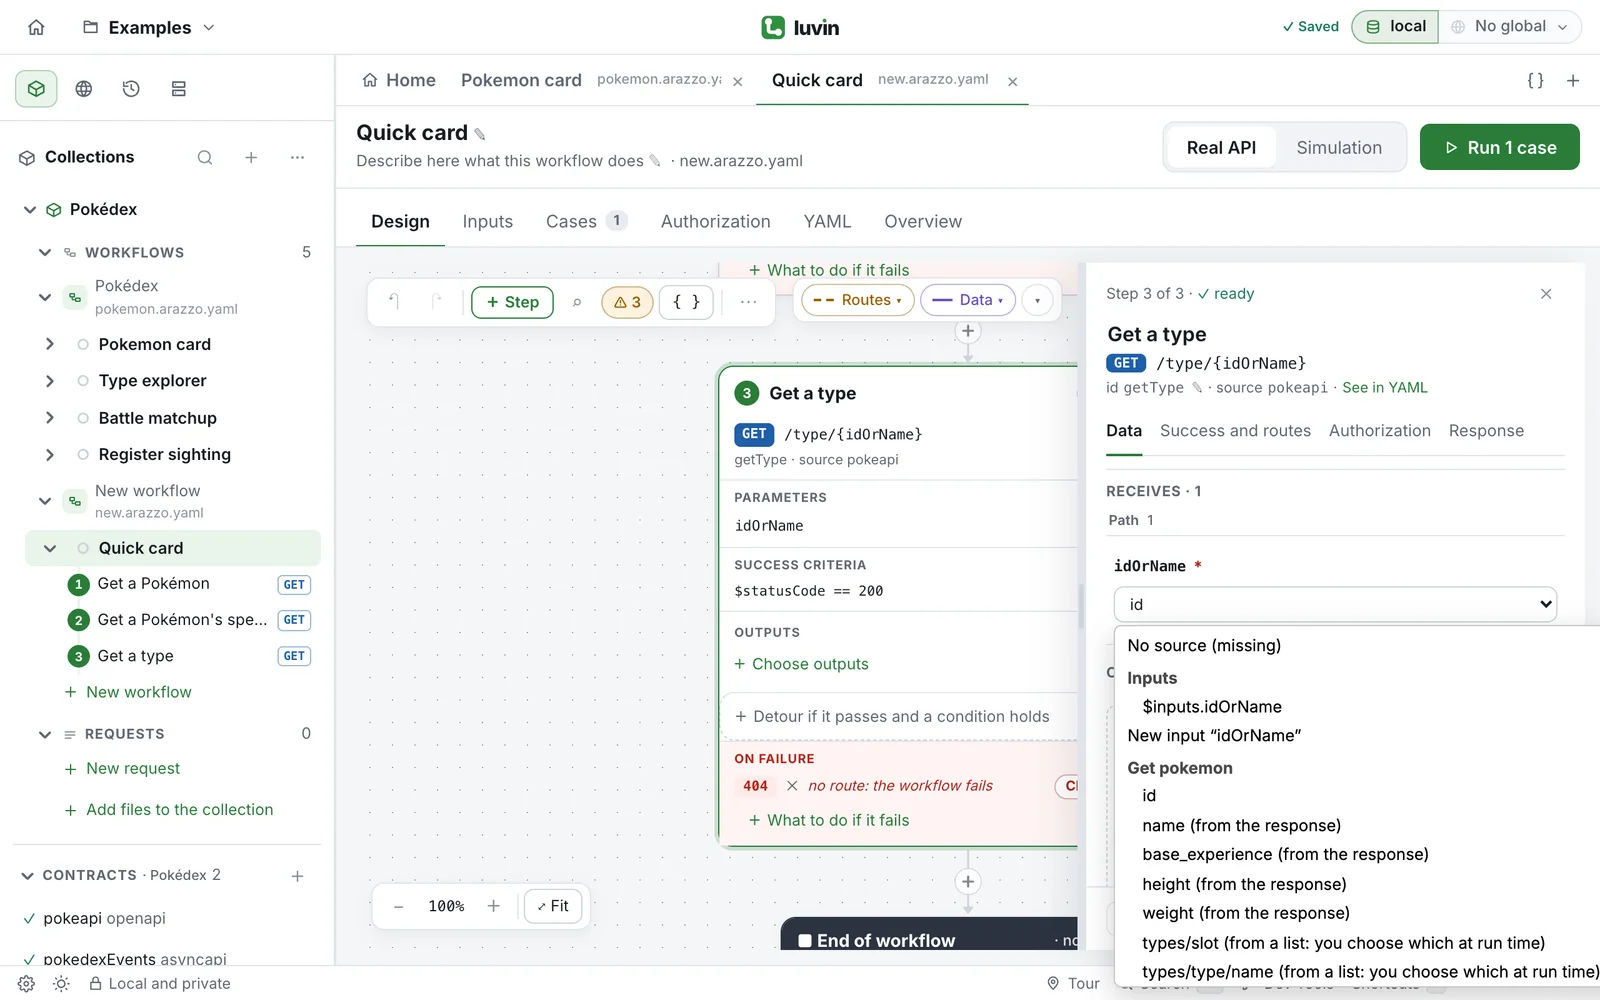 Examples
luvin
Saved
local
No global
Home
Pokemon card
pokemon.arazzo.ya
Quick card
new.arazzo.yaml
Collections
Pokédex
WORKFLOWS
5
Pokédex
pokemon.arazzo.yaml
Pokemon card
Type explorer
Battle matchup
Register sighting
New workflow
new.arazzo.yaml
Quick card
1 Get a Pokémon GET
2 Get a Pokémon's spe... GET
3 Get a type GET
+ New workflow
REQUESTS
0
+ New request
+ Add files to the collection
CONTRACTS · Pokédex 2
pokeapi openapi
pokedexEvents asyncapi
Local and private
Quick card
Describe here what this workflow does · new.arazzo.yaml
Real API
Simulation
Run 1 case
Design
Inputs
Cases 1
Authorization
YAML
Overview
+ What to do if it fails
+ Step
3
{ }
Routes
Data
3 Get a type
GET /type/{idOrName}
getType · source pokeapi
PARAMETERS
idOrName
SUCCESS CRITERIA
$statusCode == 200
OUTPUTS
+ Choose outputs
+ Detour if it passes and a condition holds
ON FAILURE
404 × no route: the workflow fails
+ What to do if it fails
100%
Fit
End of workflow
Step 3 of 3 · ✓ ready
Get a type
GET /type/{idOrName}
id getType · source pokeapi · See in YAML
Data
Success and routes
Authorization
Response
RECEIVES · 1
Path 1
idOrName *
id
No source (missing)
Inputs
$inputs.idOrName
New input “idOrName”
Get pokemon
id
name (from the response)
base_experience (from the response)
height (from the response)
weight (from the response)
types/slot (from a list: you choose which at run time)
types/type/name (from a list: you choose which at run time)
Tour